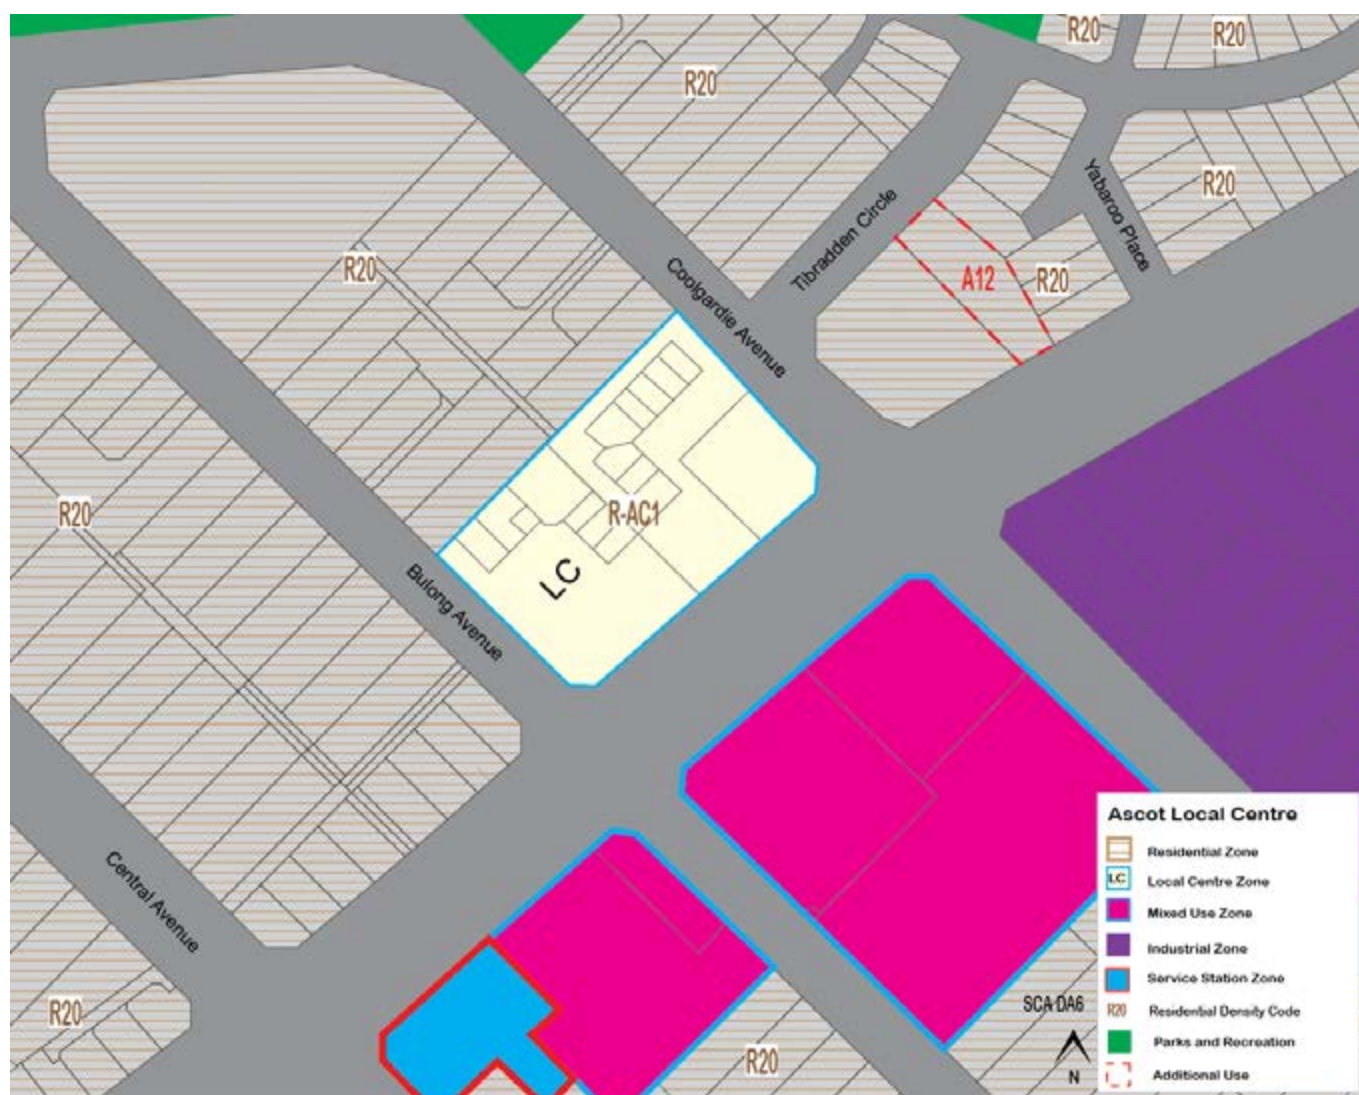 R20
R20
R20
Yabaroo Place
R20
Tibradden Circle
R20
Coolgardie Avenue
A12
R20
R20
R-AC1
LC
Bulong Avenue
Central Avenue
R20
R20
SCA DA6
N
Ascot Local Centre
Residential Zone
LC Local Centre Zone
Mixed Use Zone
Industrial Zone
Service Station Zone
R20 Residential Density Code
Parks and Recreation
Additional Use